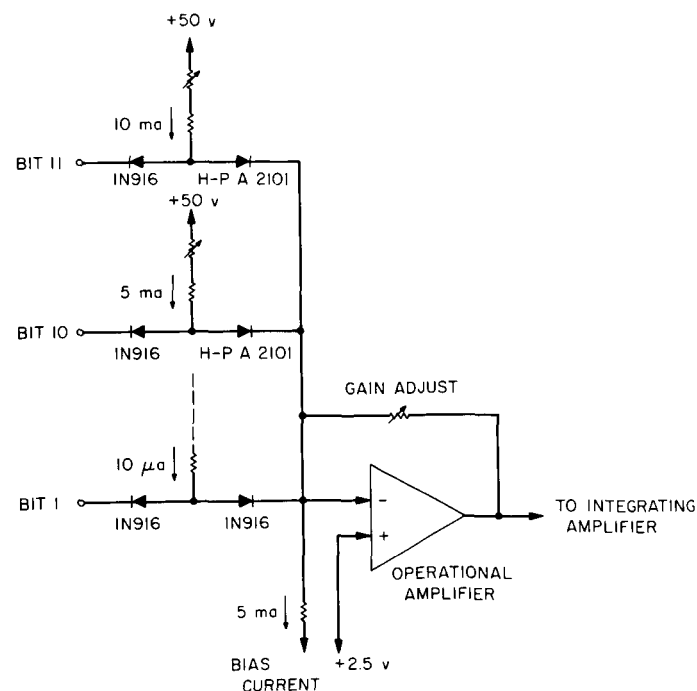 +50 v
10 ma
BIT 11
1N916
H-P A 2101
+50 v
5 ma
BIT 10
1N916
H-P A 2101
GAIN ADJUST
10 μa
BIT 1
1N916
1N916
-
+
TO INTEGRATING
AMPLIFIER
OPERATIONAL
AMPLIFIER
5 ma
BIAS
CURRENT
+2.5 v